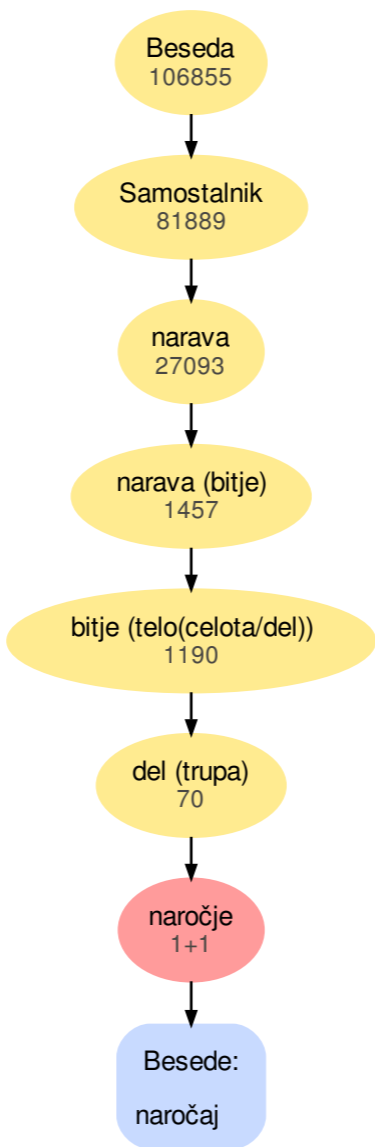 Beseda
106855
Samostalnik
81889
narava
27093
narava (bitje)
1457
bitje (telo(celota/del))
1190
del (trupa)
70
naročje
1+1
Besede:
naročaj